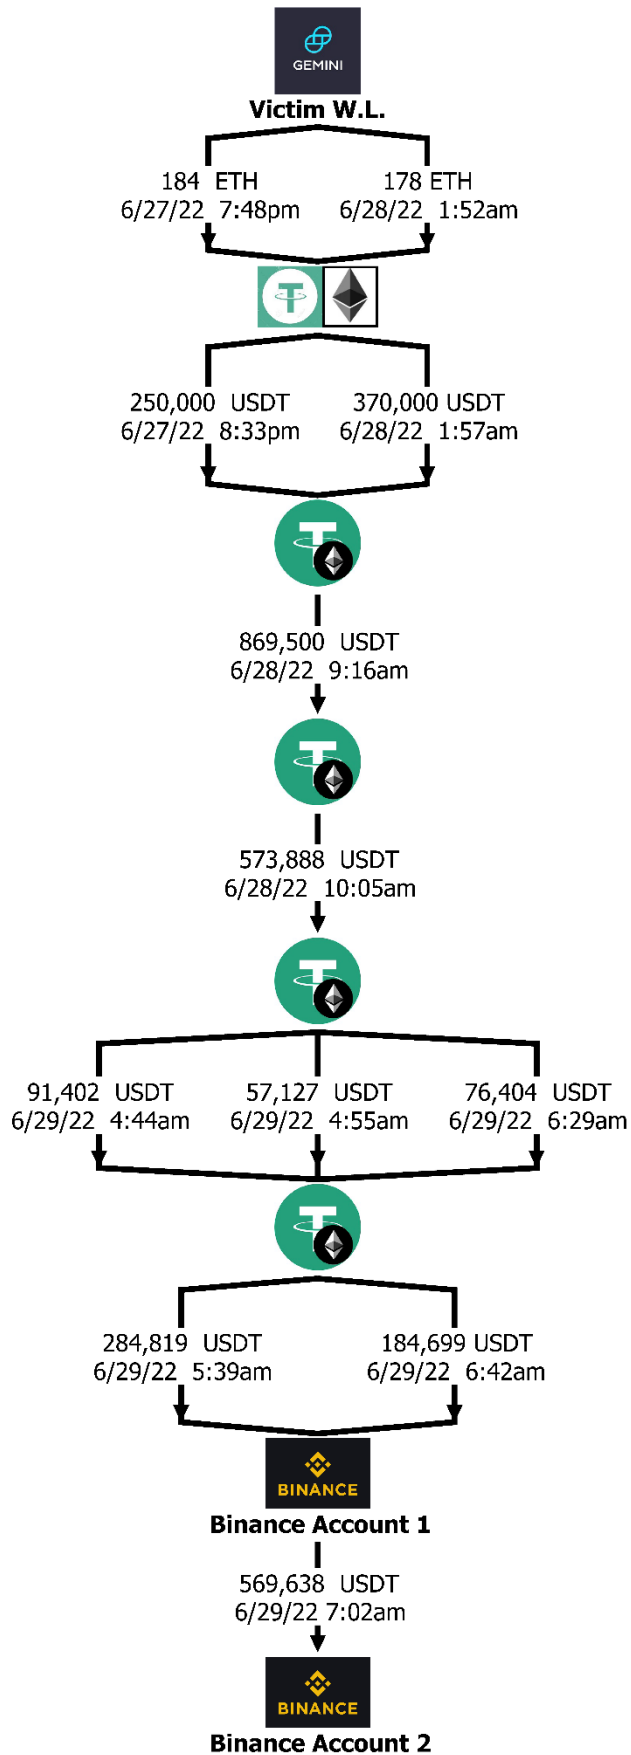 GEMINI
Victim W.L.
184 ETH
6/27/22 7:48pm
178 ETH
6/28/22 1:52am
250,000 USDT
6/27/22 8:33pm
370,000 USDT
6/28/22 1:57am
869,500 USDT
6/28/22 9:16am
573,888 USDT
6/28/22 10:05am
91,402 USDT
6/29/22 4:44am
57,127 USDT
6/29/22 4:55am
76,404 USDT
6/29/22 6:29am
284,819 USDT
6/29/22 5:39am
184,699 USDT
6/29/22 6:42am
BINANCE
Binance Account 1
569,638 USDT
6/29/22 7:02am
BINANCE
Binance Account 2